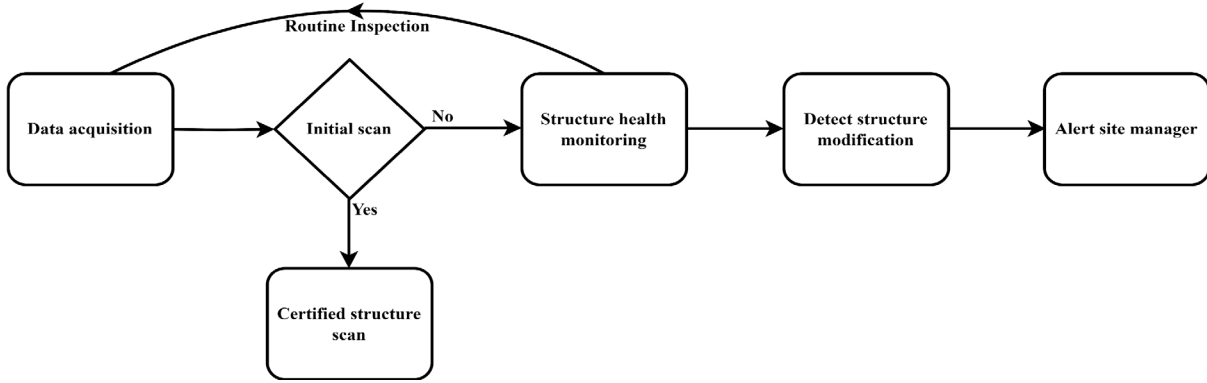 Routine Inspection
Data acquisition
Initial scan
No
Structure health
monitoring
Detect structure
modification
Alert site manager
Yes
Certified structure
scan